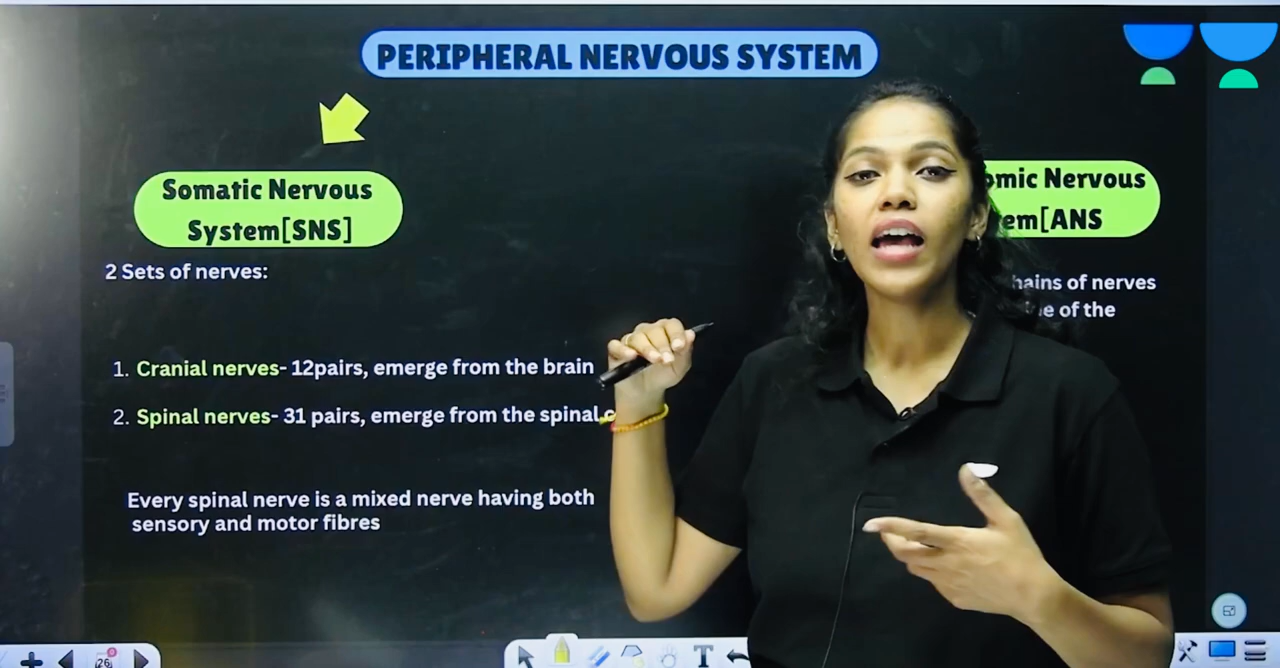 PERIPHERAL NERVOUS SYSTEM
Somatic Nervous
System[SNS]
2 Sets of nerves:
1. Cranial nerves- 12pairs, emerge from the brain
2. Spinal nerves- 31 pairs, emerge from the spinal c
Every spinal nerve is a mixed nerve having both
sensory and motor fibres
omic Nervous
em[ANS
hains of nerves
e of the
26
T